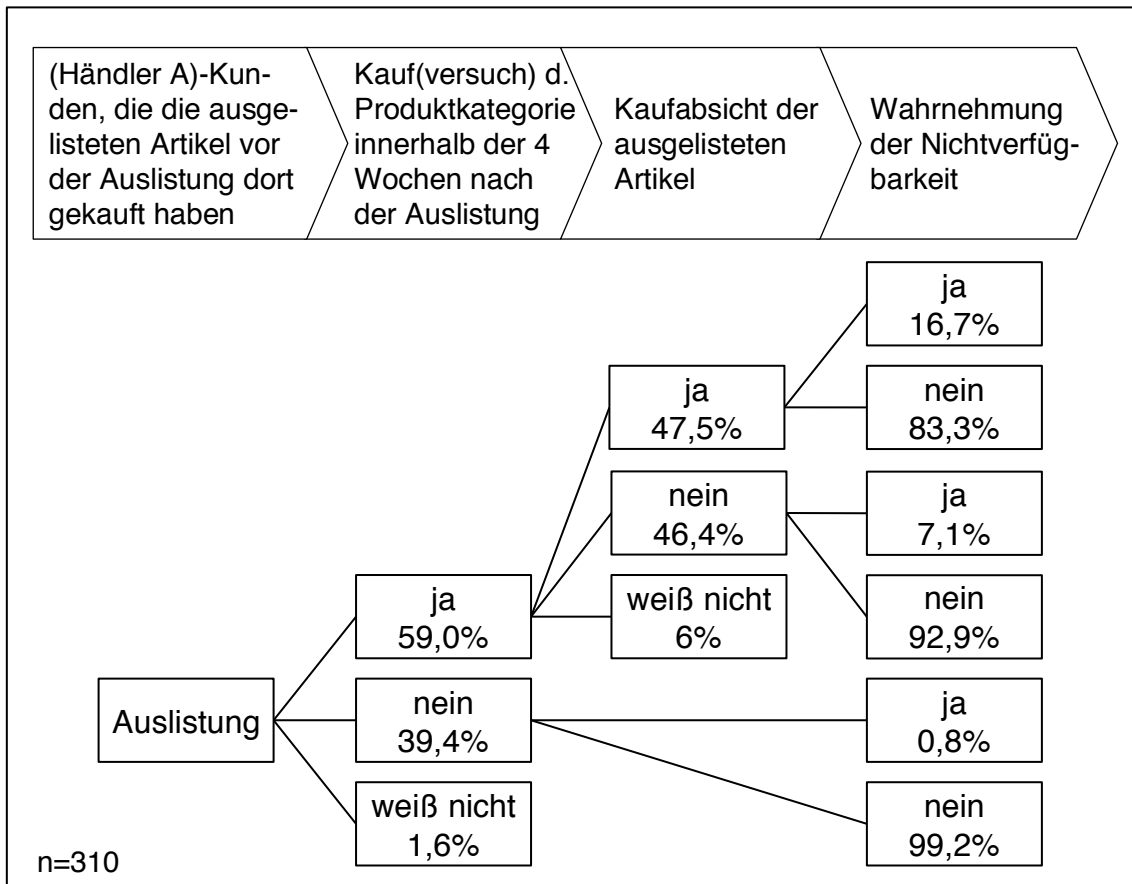 (Händler A)-Kun-
den, die die ausge-
listeten Artikel vor
der Auslistung dort
gekauft haben
Kauf(versuch) d.
Produktkategorie
innerhalb der 4
Wochen nach
der Auslistung
Kaufabsicht der
ausgelisteten
Artikel
Wahrnehmung
der Nichtverfüg-
barkeit
Auslistung
ja
59,0%
nein
39,4%
weiß nicht
1,6%
ja
47,5%
nein
46,4%
weiß nicht
6%
ja
16,7%
nein
83,3%
ja
7,1%
nein
92,9%
ja
0,8%
nein
99,2%
n=310